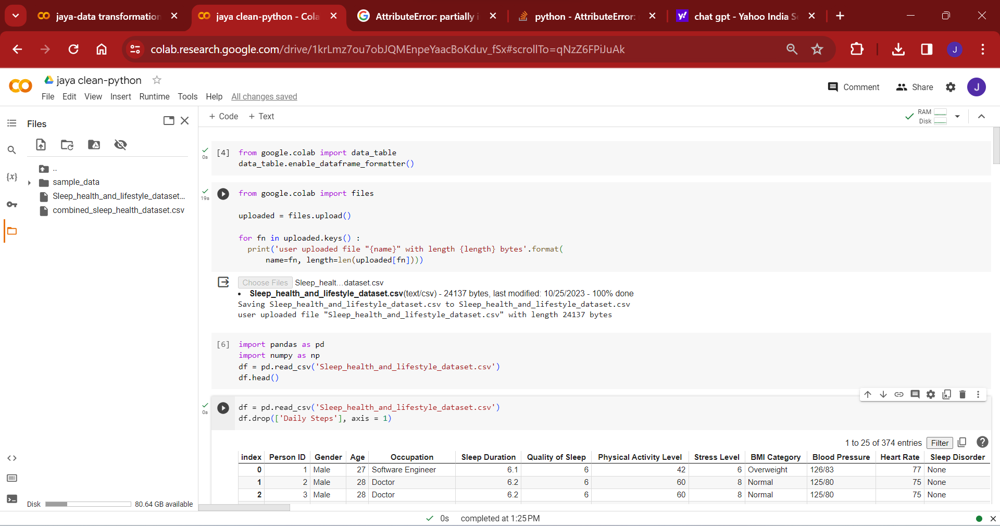 jaya-data transformation
jaya clean-python - Cola
AttributeError: partially i
python - AttributeError:
chat gpt - Yahoo India Se
colab.research.google.com/drive/1krLmz7ou7obJQMEnpeYaacBoKduv_fSx#scrollTo=qNzZ6FPiJuAk
J
jaya clean-python
Comment
Share
J
File Edit View Insert Runtime Tools Help All changes saved
Files
+ Code + Text
RAM
Disk
{x}
..
sample_data
Sleep_health_and_lifestyle_dataset...
combined_sleep_health_dataset.csv
0s
[4] from google.colab import data_table
data_table.enable_dataframe_formatter()
19s
from google.colab import files
uploaded = files.upload()
for fn in uploaded.keys() :
print('user uploaded file "{name}" with length {length} bytes'.format(
name=fn, length=len(uploaded[fn])))
Choose Files Sleep_healt...dataset.csv
• Sleep_health_and_lifestyle_dataset.csv(text/csv) - 24137 bytes, last modified: 10/25/2023 - 100% done
Saving Sleep_health_and_lifestyle_dataset.csv to Sleep_health_and_lifestyle_dataset.csv
user uploaded file "Sleep_health_and_lifestyle_dataset.csv" with length 24137 bytes
[6] import pandas as pd
import numpy as np
df = pd.read_csv('Sleep_health_and_lifestyle_dataset.csv')
df.head()
0s
df = pd.read_csv('Sleep_health_and_lifestyle_dataset.csv')
df.drop(['Daily Steps'], axis = 1)
1 to 25 of 374 entries Filter
index Person ID Gender Age Occupation Sleep Duration Quality of Sleep Physical Activity Level Stress Level BMI Category Blood Pressure Heart Rate Sleep Disorder
0 1 Male 27 Software Engineer 6.1 6 42 6 Overweight 126/83 77 None
1 2 Male 28 Doctor 6.2 6 60 8 Normal 125/80 75 None
2 3 Male 28 Doctor 6.2 6 60 8 Normal 125/80 75 None
Disk 80.64 GB available
0s completed at 1:25 PM